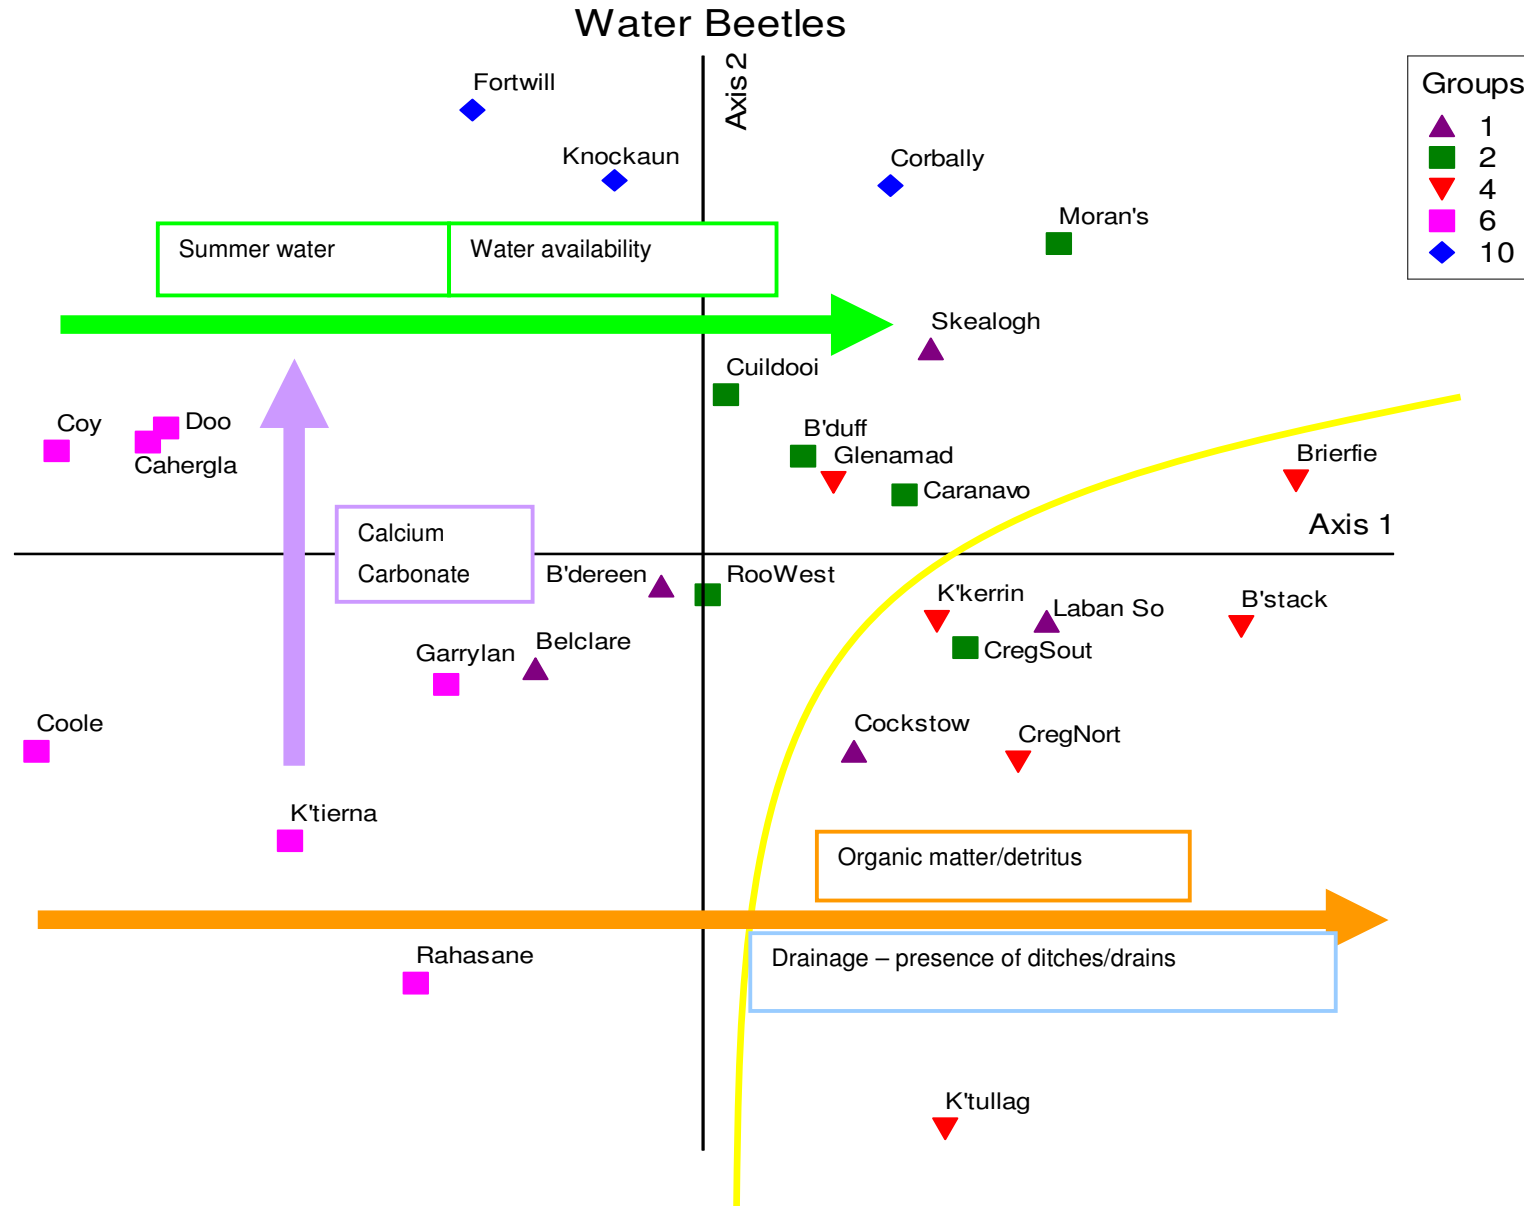 Water Beetles
Axis 2
Fortwill
Knockaun
Corbally
Moran's
Groups
1
2
4
6
10
Summer water
Water availability
Skealogh
Cuildooi
Coy
Doo
Cahergla
B'duff
Glenamad
Caranavo
Brierfie
Axis 1
Calcium
Carbonate
B'dereen
RooWest
K'kerrin
Laban So
B'stack
CregSout
Belclare
Garrylan
Coole
Cockstow
CregNort
K'tierna
Organic matter/detritus
Rahasane
Drainage – presence of ditches/drains
K'tullag